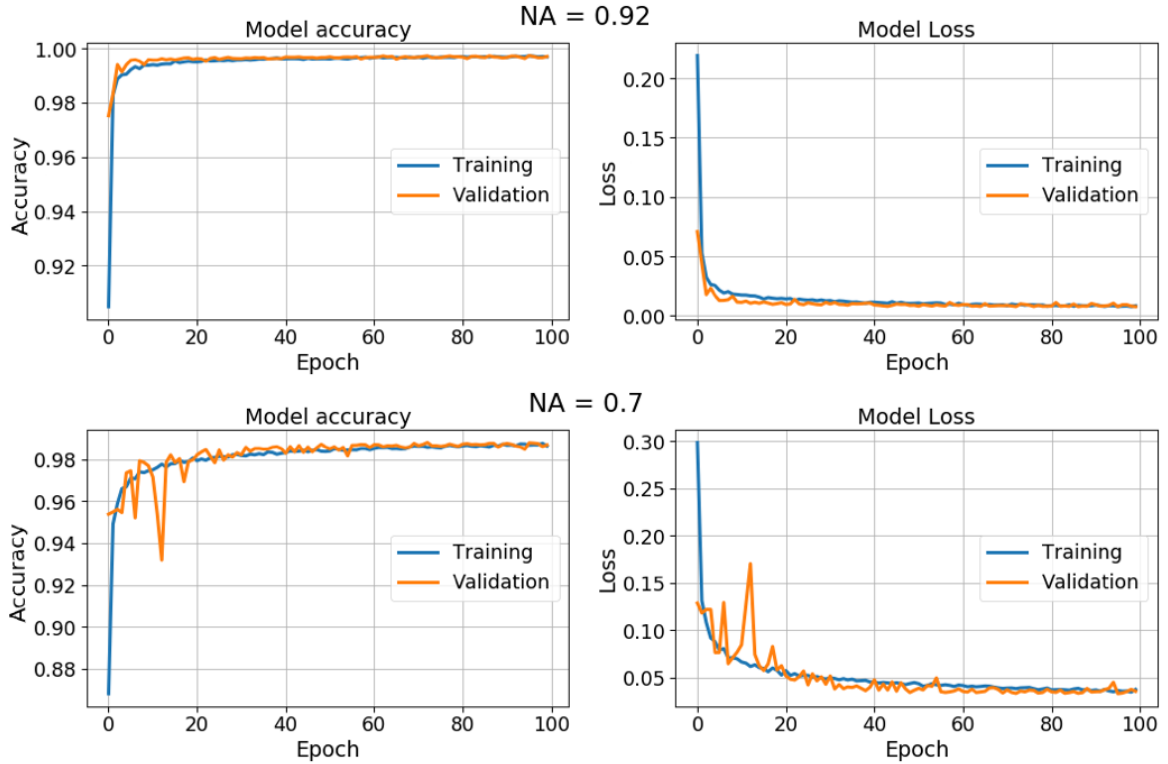 NA = 0.92
Model accuracy
Accuracy
1.00
0.98
0.96
0.94
0.92
Training
Validation
0 20 40 60 80 100
Epoch
Model Loss
Loss
0.20
0.15
0.10
0.05
0.00
Training
Validation
0 20 40 60 80 100
Epoch
NA = 0.7
Model accuracy
Accuracy
0.98
0.96
0.94
0.92
0.90
0.88
Training
Validation
0 20 40 60 80 100
Epoch
Model Loss
Loss
0.30
0.25
0.20
0.15
0.10
0.05
Training
Validation
0 20 40 60 80 100
Epoch